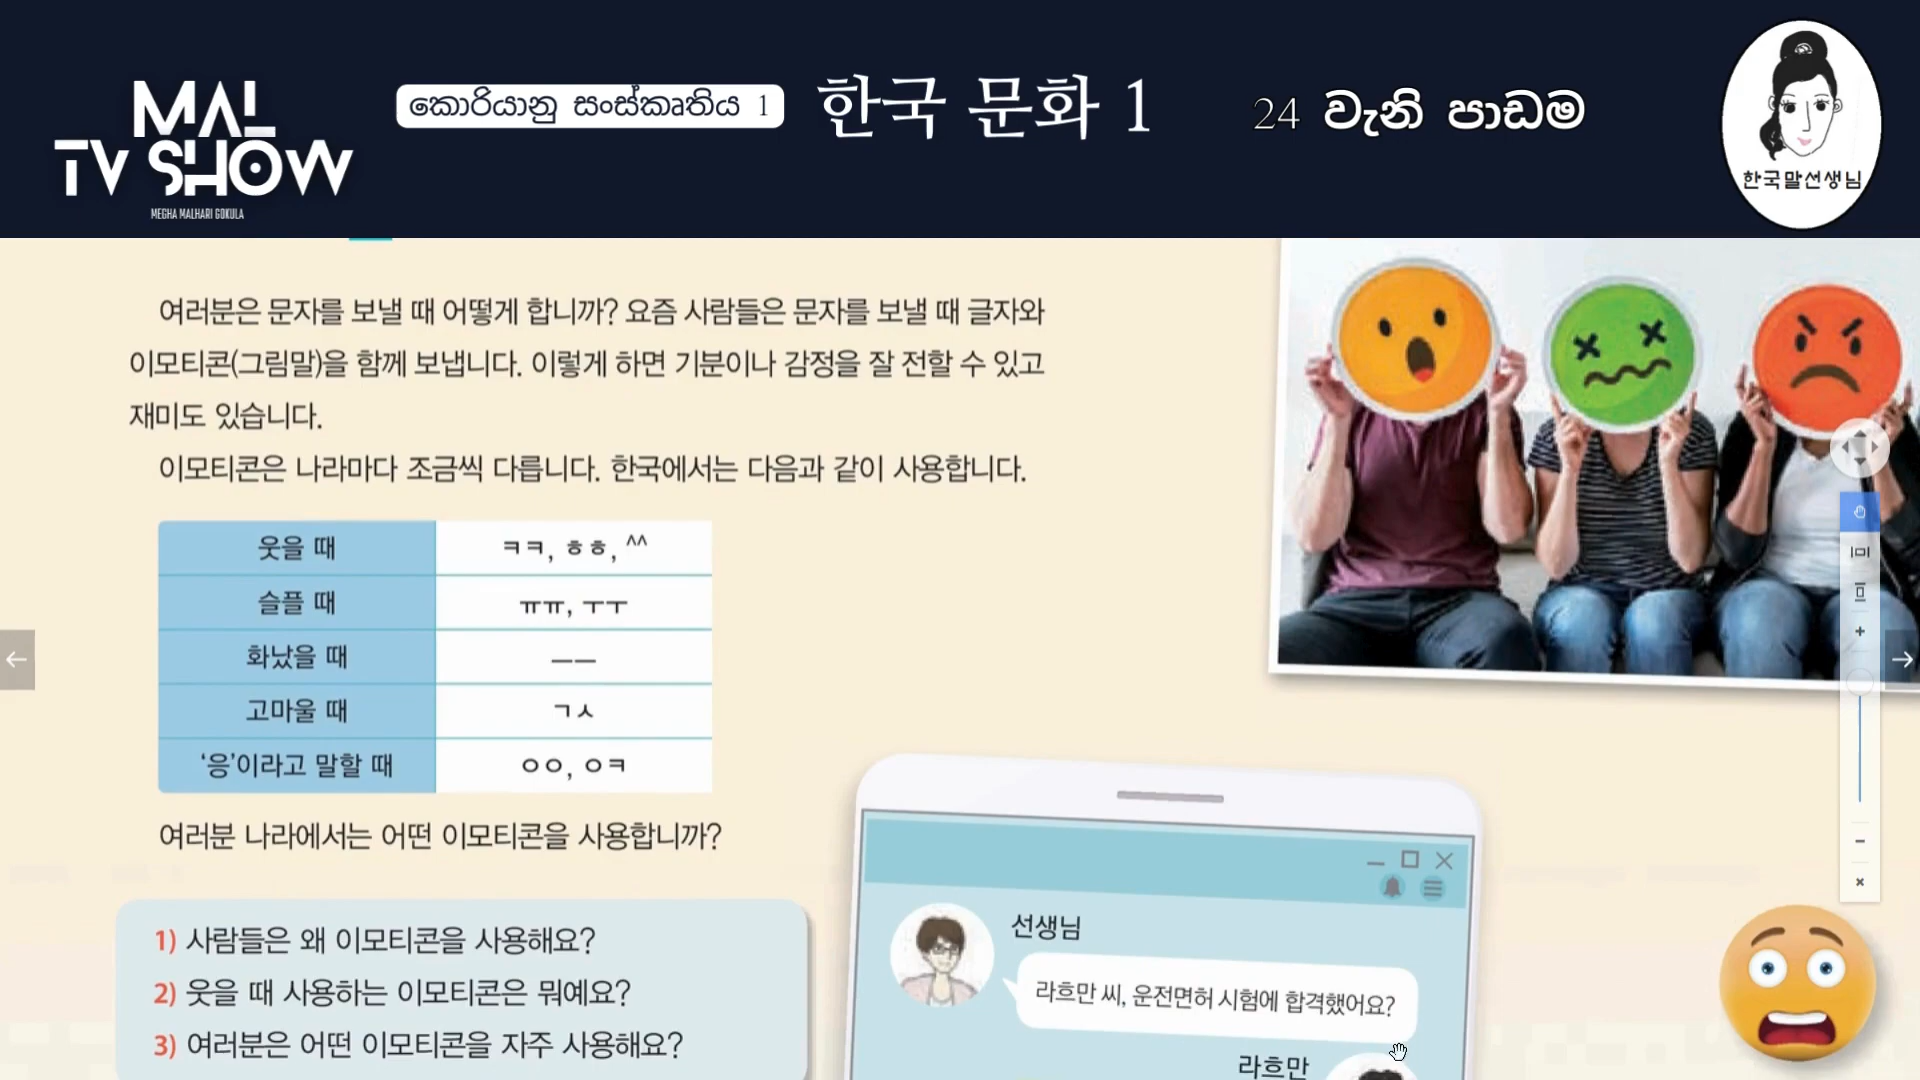 MAL
TV SHOW
MEGHA MALHARI GOKULA
කොරියානු සංස්කෘතිය 1
한국 문화 1
24 වැනි පාඩම
한국말선생님
여러분은 문자를 보낼 때 어떻게 합니까? 요즘 사람들은 문자를 보낼 때 글자와
이모티콘(그림말)을 함께 보냅니다. 이렇게 하면 기분이나 감정을 잘 전할 수 있고
재미도 있습니다.
이모티콘은 나라마다 조금씩 다릅니다. 한국에서는 다음과 같이 사용합니다.
웃을 때 ㅋㅋ, ㅎㅎ, ^^
슬플 때 ㅠㅠ, ㅜㅜ
화났을 때 ㅡㅡ
고마울 때 ㄱㅅ
‘응’이라고 말할 때 ㅇㅇ, ㅇㅋ
여러분 나라에서는 어떤 이모티콘을 사용합니까?
1) 사람들은 왜 이모티콘을 사용해요?
2) 웃을 때 사용하는 이모티콘은 뭐예요?
3) 여러분은 어떤 이모티콘을 자주 사용해요?
선생님
라흐만 씨, 운전면허 시험에 합격했어요?
라흐만